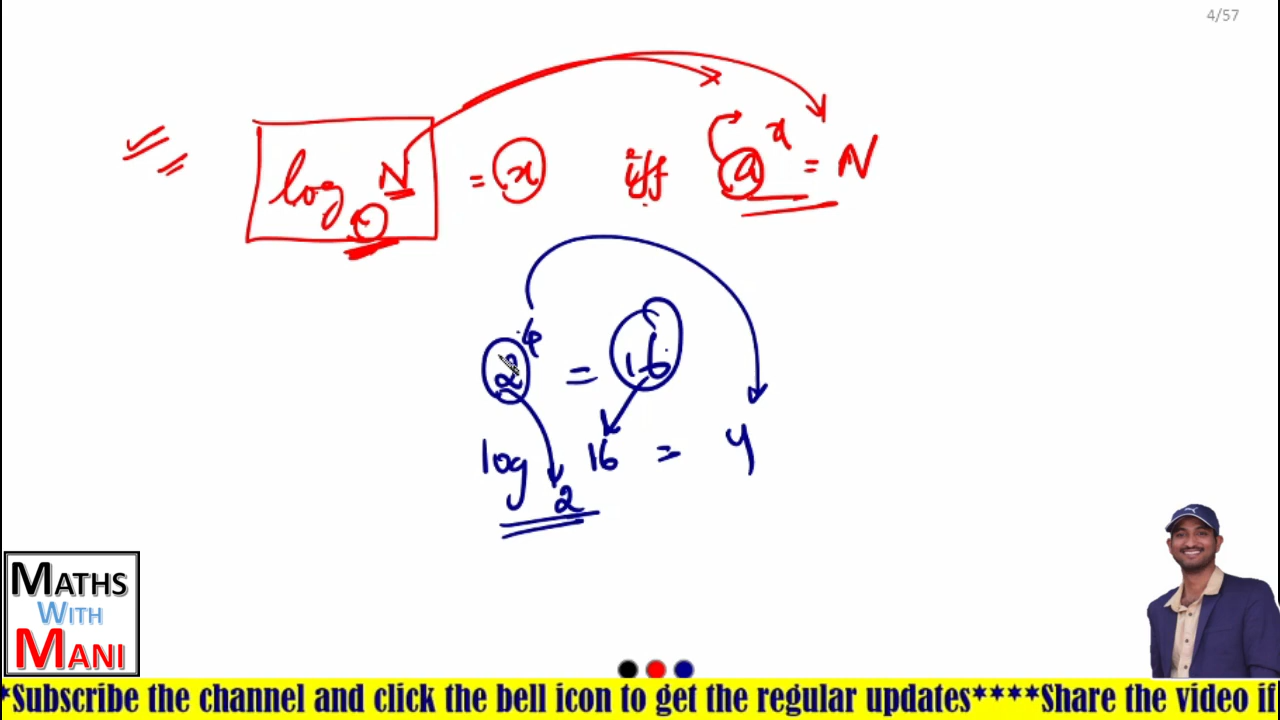 4/57
log_a N = x iff a^x = N
2^4 = 16
log_2 16 = 4
MATHS
WITH
MANI
*Subscribe the channel and click the bell icon to get the regular updates****Share the video if